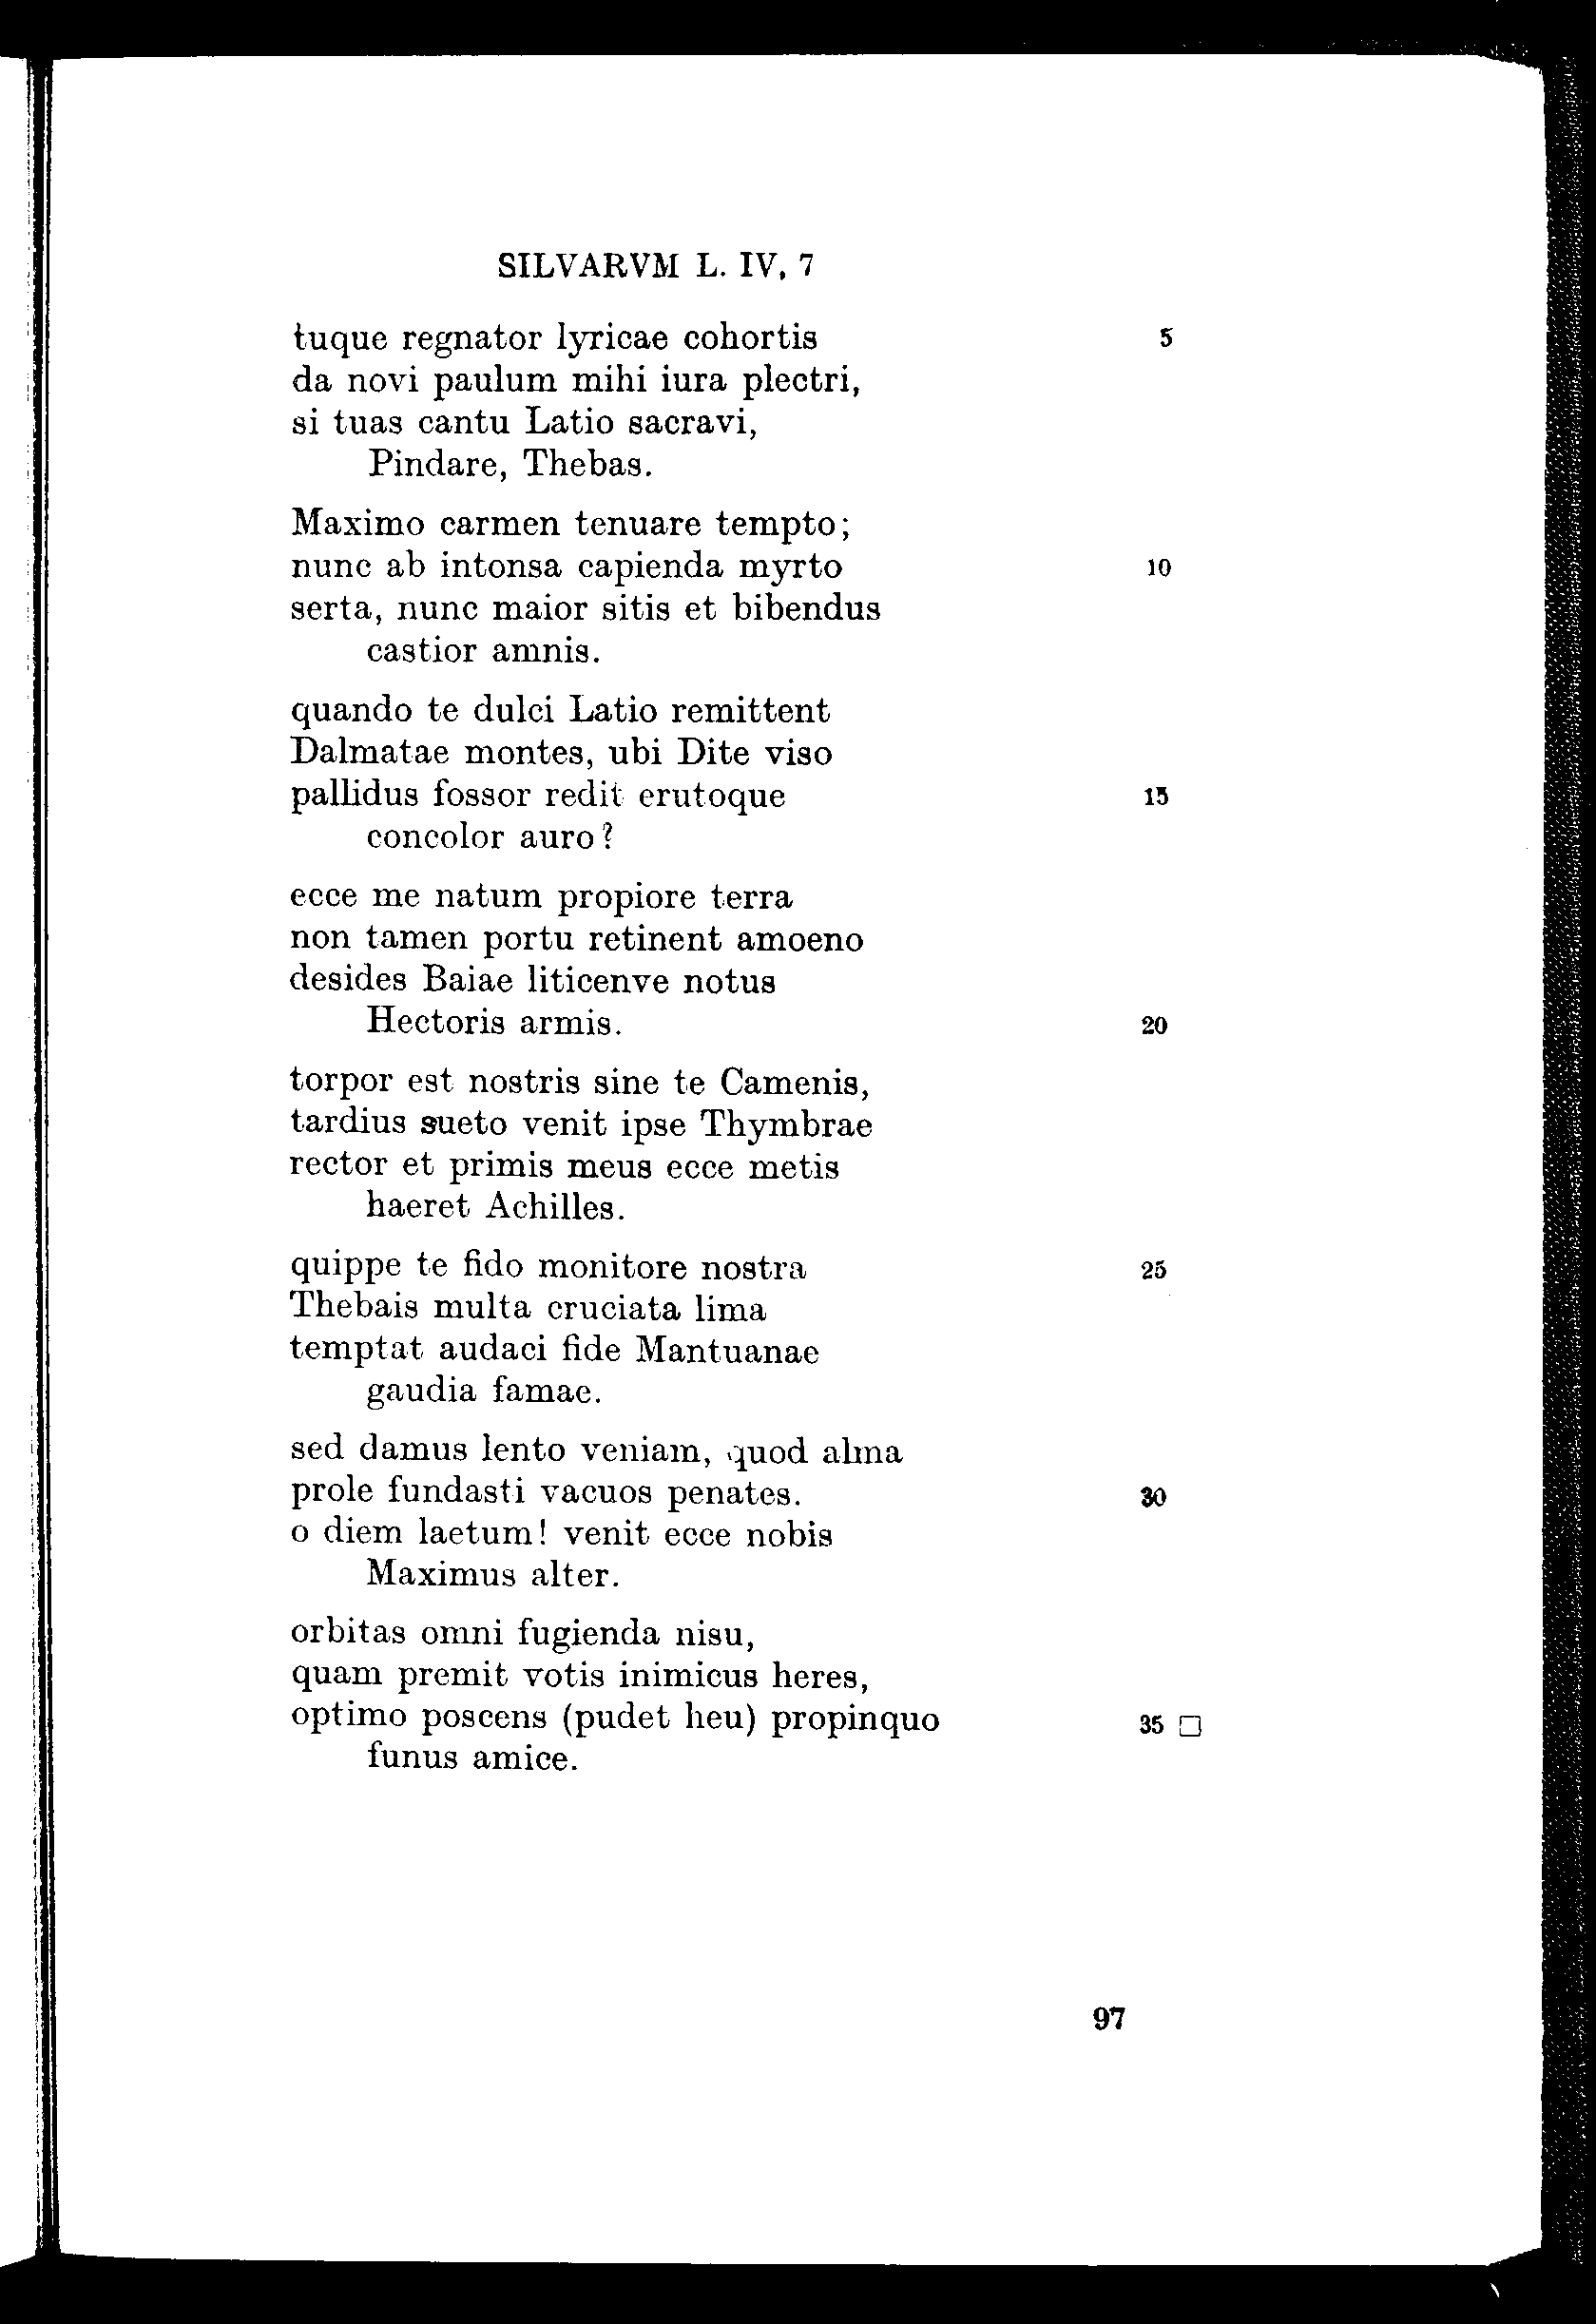 SILVARVM L. IV, 7
tuque regnator lyricae cohortis 5
da novi paulum mihi iura plectri,
si tuas cantu Latio sacravi,
Pindare, Thebas.
Maximo carmen tenuare tempto;
nunc ab intonsa capienda myrto 10
serta, nunc maior sitis et bibendus
castior amnis.
quando te dulci Latio remittent
Dalmatae montes, ubi Dite viso
pallidus fossor redit erutoque 15
concolor auro?
ecce me natum propiore terra
non tamen portu retinent amoeno
desides Baiae liticenve notus
Hectoris armis. 20
torpor est nostris sine te Camenis,
tardius sueto venit ipse Thymbrae
rector et primis meus ecce metis
haeret Achilles.
quippe te fido monitore nostra 25
Thebais multa cruciata lima
temptat audaci fide Mantuanae
gaudia famae.
sed damus lento veniam, quod alma
prole fundasti vacuos penates. 30
o diem laetum! venit ecce nobis
Maximus alter.
orbitas omni fugienda nisu,
quam premit votis inimicus heres,
optimo poscens (pudet heu) propinquo 35 □
funus amice.
97